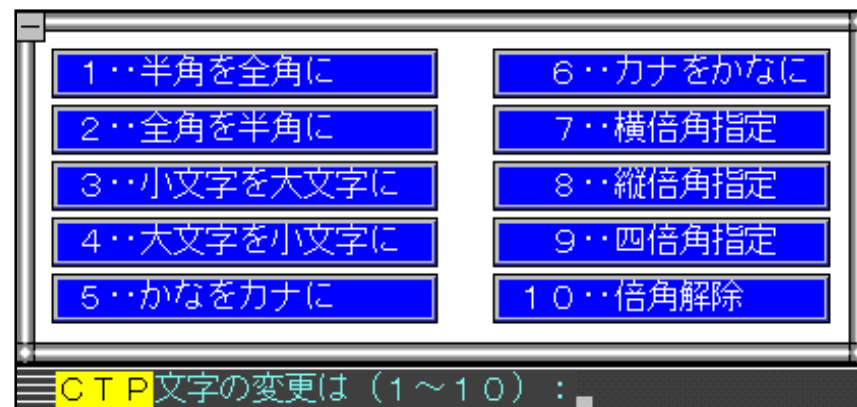 １‥半角を全角に
２‥全角を半角に
３‥小文字を大文字に
４‥大文字を小文字に
５‥かなをカナに
６‥カナをかなに
７‥横倍角指定
８‥縦倍角指定
９‥四倍角指定
１０‥倍角解除
ＣＴＰ文字の変更は（１～１０）：